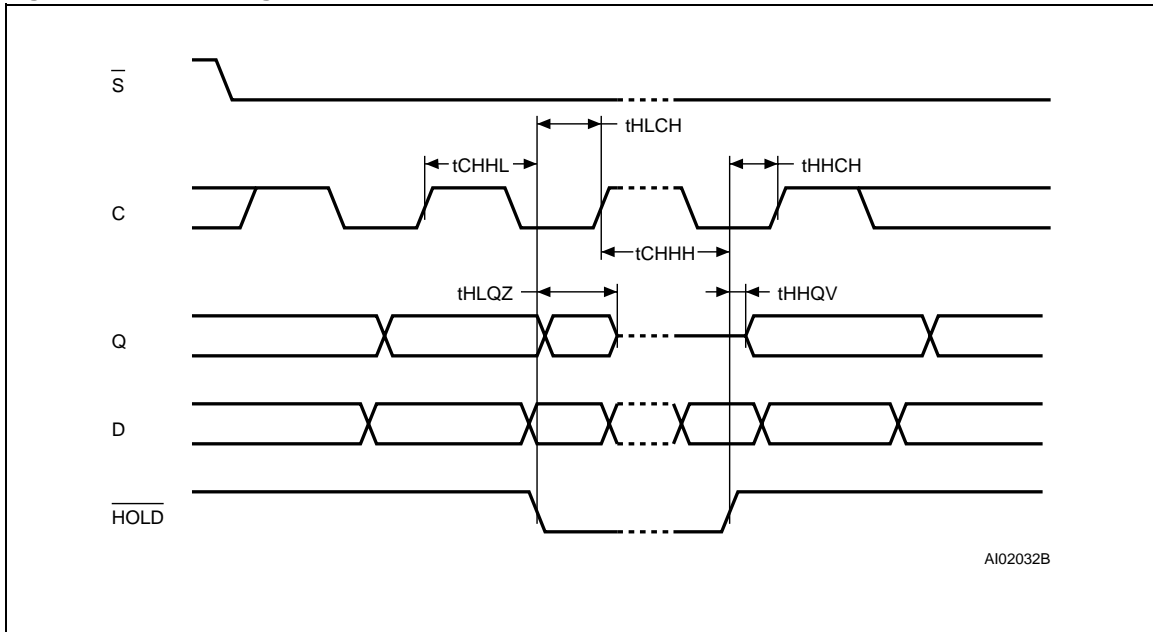 S
tHLCH
tCHHL
tHHCH
C
tCHHH
tHLQZ
tHHQV
Q
D
HOLD
AI02032B